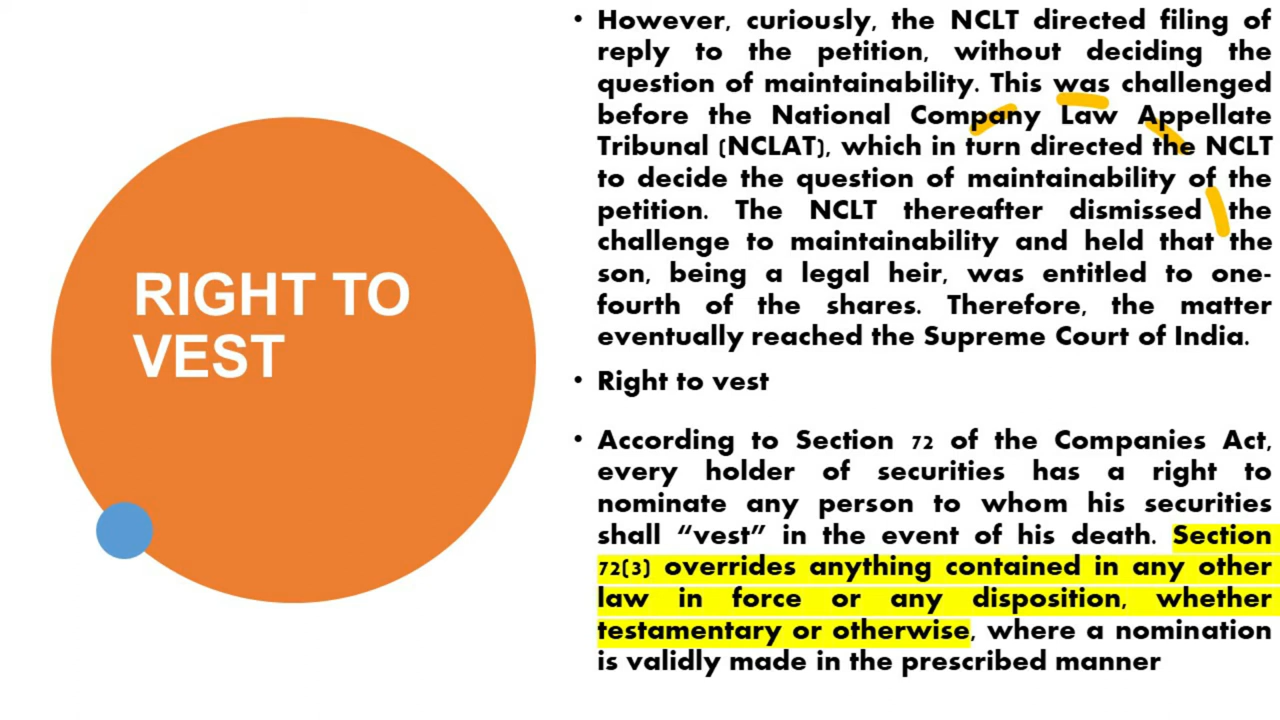 RIGHT TO
VEST
• However, curiously, the NCLT directed filing of
reply to the petition, without deciding the
question of maintainability. This was challenged
before the National Company Law Appellate
Tribunal (NCLAT), which in turn directed the NCLT
to decide the question of maintainability of the
petition. The NCLT thereafter dismissed the
challenge to maintainability and held that the
son, being a legal heir, was entitled to one-
fourth of the shares. Therefore, the matter
eventually reached the Supreme Court of India.
• Right to vest
• According to Section 72 of the Companies Act,
every holder of securities has a right to
nominate any person to whom his securities
shall “vest” in the event of his death. Section
72(3) overrides anything contained in any other
law in force or any disposition, whether
testamentary or otherwise, where a nomination
is validly made in the prescribed manner